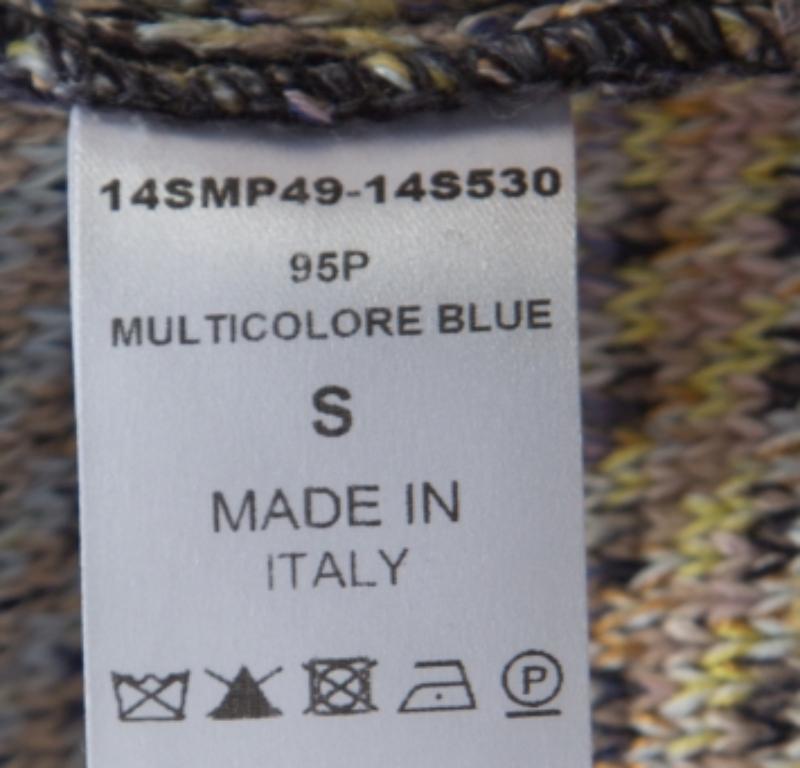 14SMP49-14S530
95P
MULTICOLORE BLUE
S
MADE IN
ITALY
P